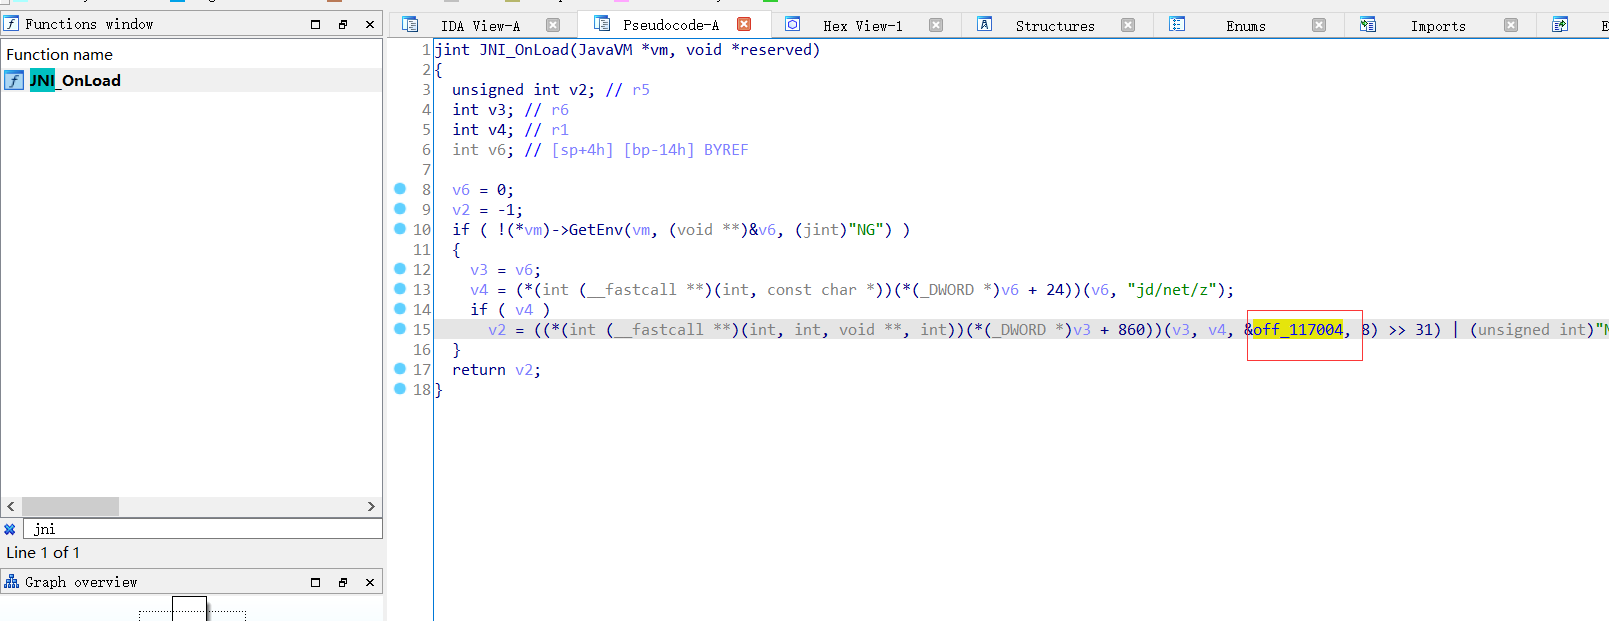 Functions window
IDA View-A
Pseudocode-A
Hex View-1
Structures
Enums
Imports
Function name
JNI_OnLoad
jni
Line 1 of 1
Graph overview
1 jint JNI_OnLoad(JavaVM *vm, void *reserved)
2 {
3 unsigned int v2; // r5
4 int v3; // r6
5 int v4; // r1
6 int v6; // [sp+4h] [bp-14h] BYREF
7
8 v6 = 0;
9 v2 = -1;
10 if ( !(*vm)->GetEnv(vm, (void **)&v6, (jint)"NG") )
11 {
12 v3 = v6;
13 v4 = (*(int (__fastcall **)(int, const char *))(*(_DWORD *)v6 + 24))(v6, "jd/net/z");
14 if ( v4 )
15 v2 = ((*(int (__fastcall **)(int, int, void **, int))(*(_DWORD *)v3 + 860))(v3, v4, &off_117004, 8) >> 31) | (unsigned int)"N
16 }
17 return v2;
18 }